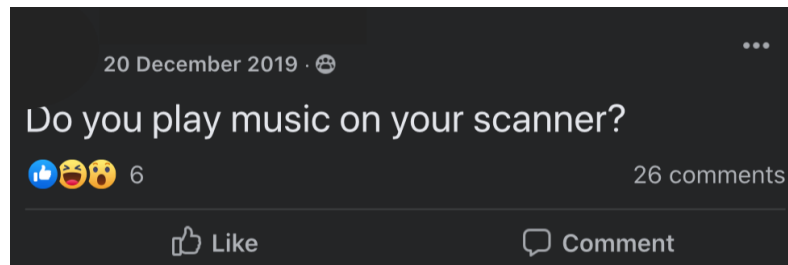 20 December 2019 ·
Do you play music on your scanner?
6
26 comments
Like
Comment